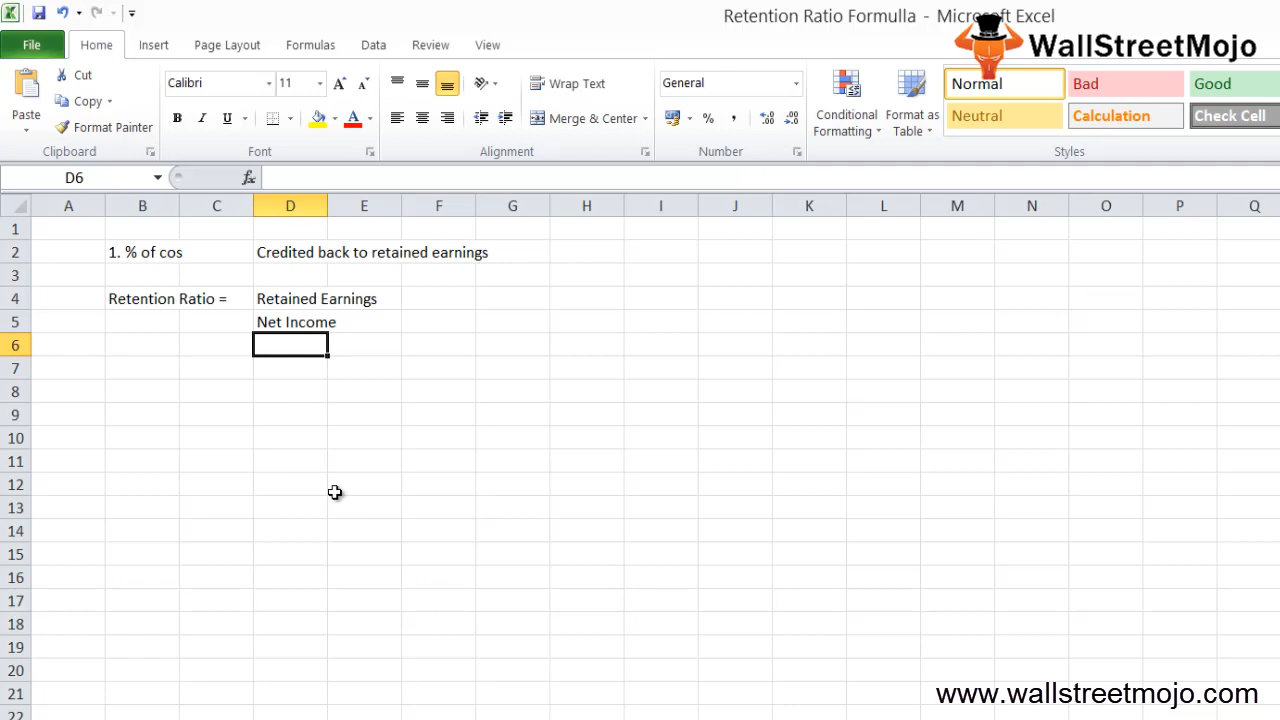 Retention Ratio Formulla - Microsoft Excel
WallStreetMojo
File Home Insert Page Layout Formulas Data Review View
Paste
Cut
Copy
Format Painter
Clipboard
Calibri 11
B I U A
Font
Wrap Text
Merge & Center
Alignment
General
% ,
Number
Conditional Formatting
Format as Table
Normal Bad Good
Neutral Calculation Check Cell
Styles
D6 fx
A B C D E F G H I J K L M N O P Q
1
2 1. % of cos Credited back to retained earnings
3
4 Retention Ratio = Retained Earnings
5 Net Income
6
7
8
9
10
11
12
13
14
15
16
17
18
19
20
21
22
www.wallstreetmojo.com